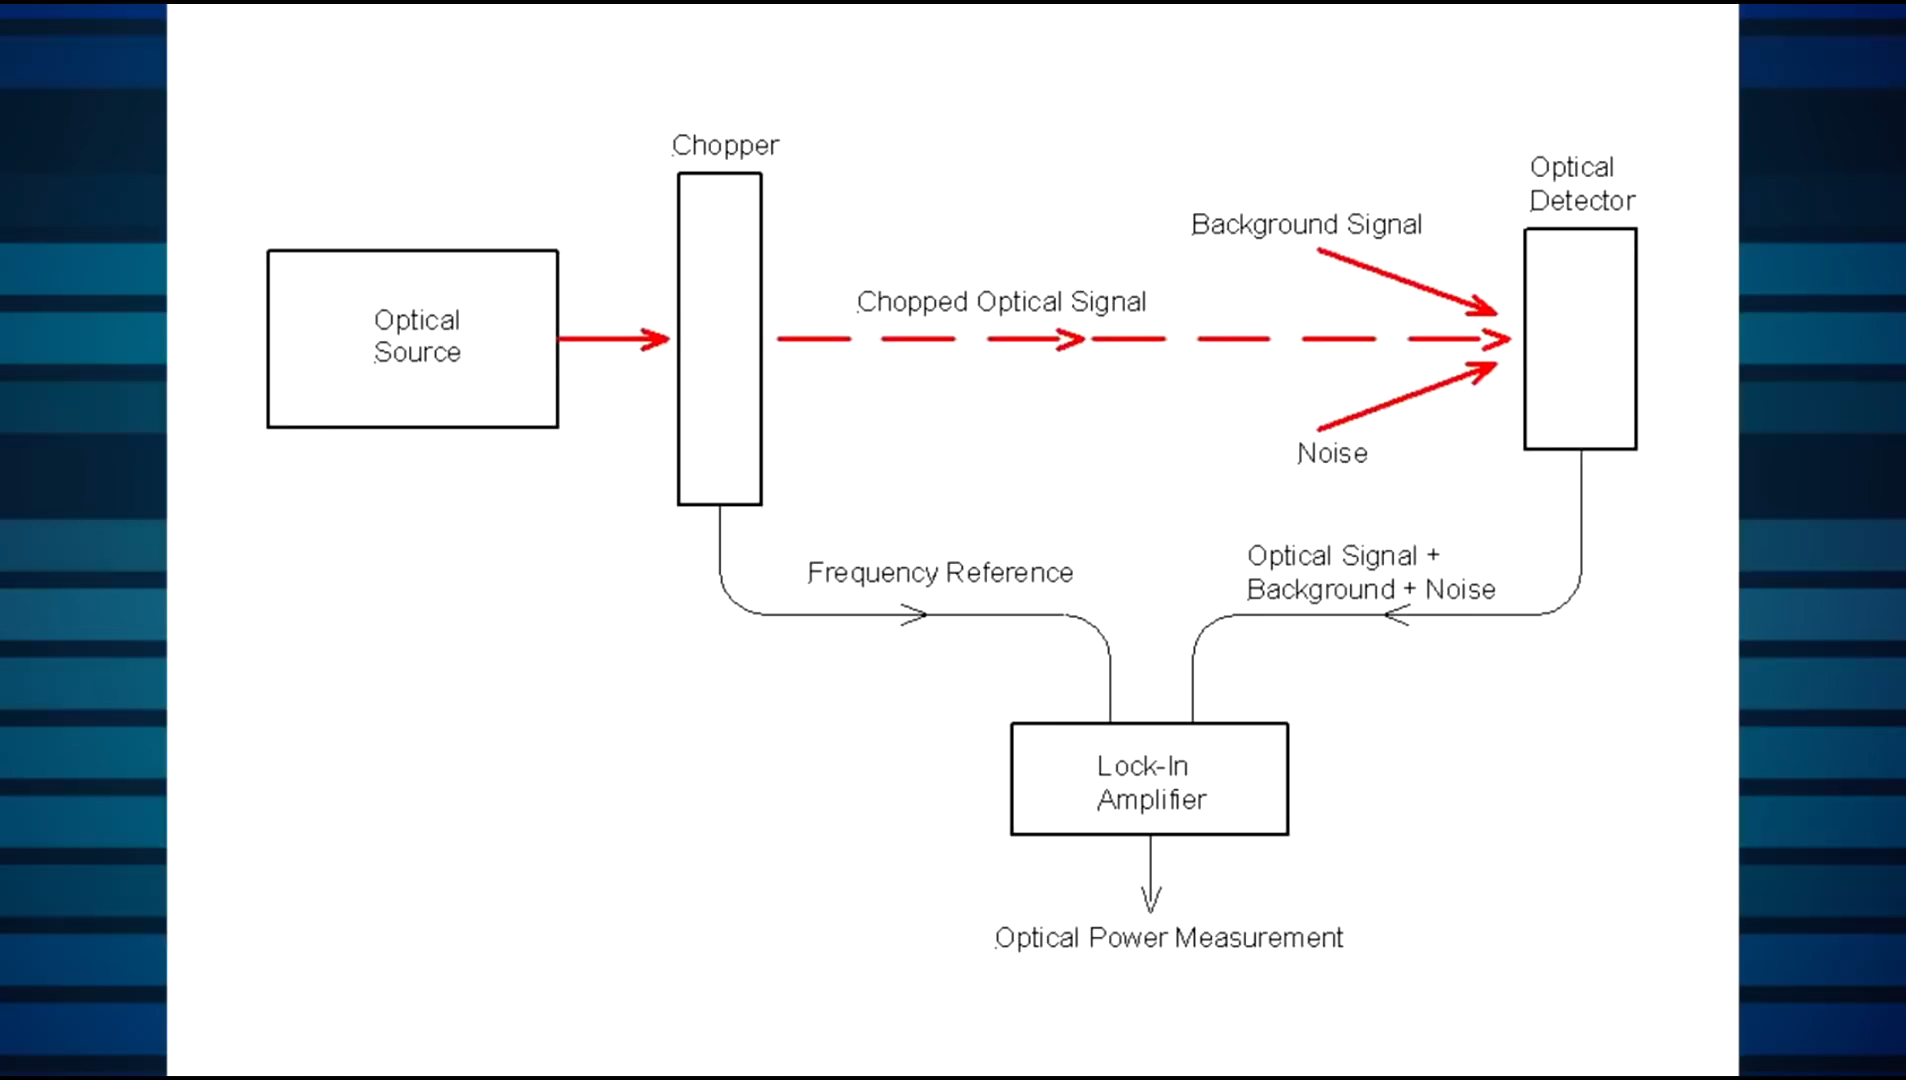 Chopper
Optical
Detector
Background Signal
Chopped Optical Signal
Optical
Source
Noise
Frequency Reference
Optical Signal +
Background + Noise
Lock-In
Amplifier
Optical Power Measurement